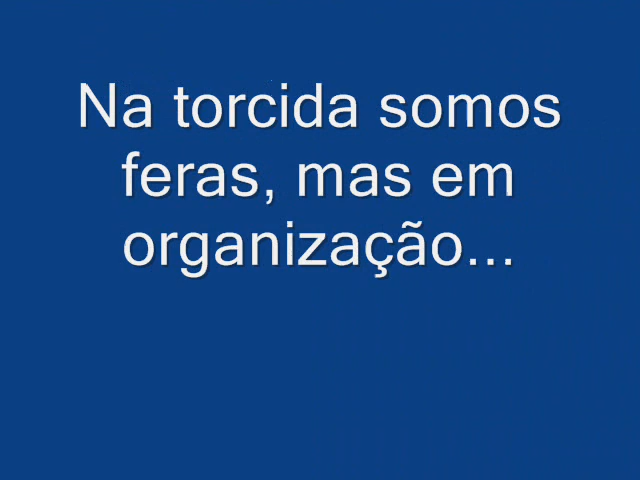 Na torcida somos
feras, mas em
organização...